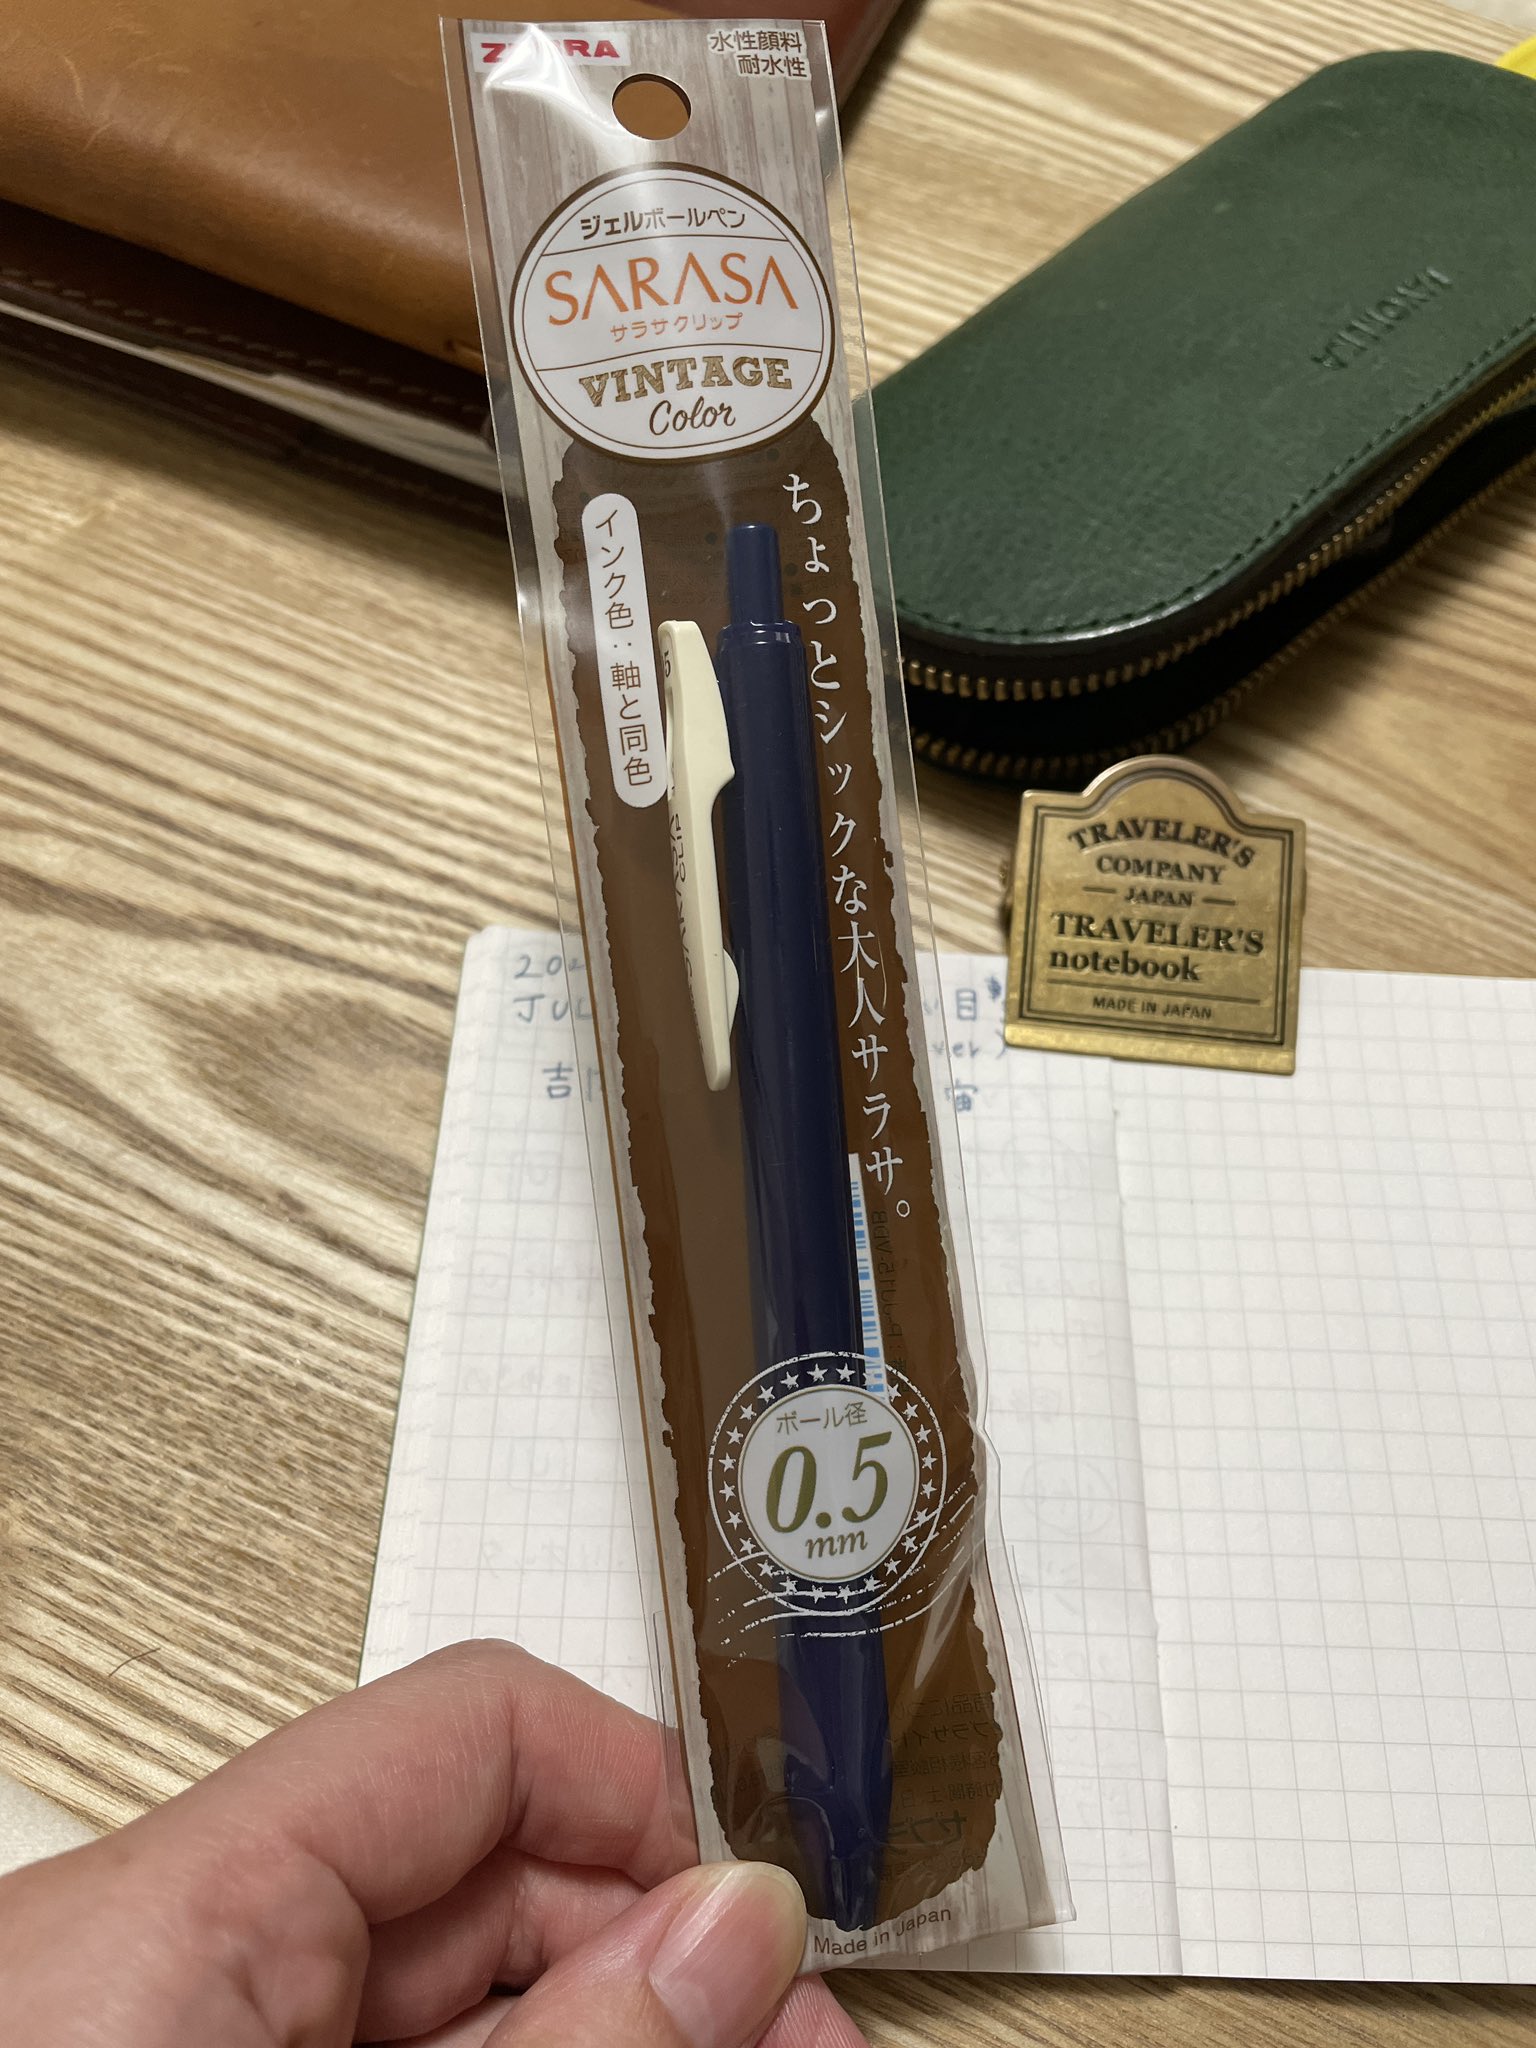 ZEBRA
水性顔料
耐水性
ジェルボールペン
SARASA
サラサクリップ
VINTAGE
Color
インク色：軸と同色
ちょっとシックな大人サラサ。
ボール径
0.5
mm
Made in Japan
TRAVELER'S
COMPANY
JAPAN
TRAVELER'S
notebook
MADE IN JAPAN